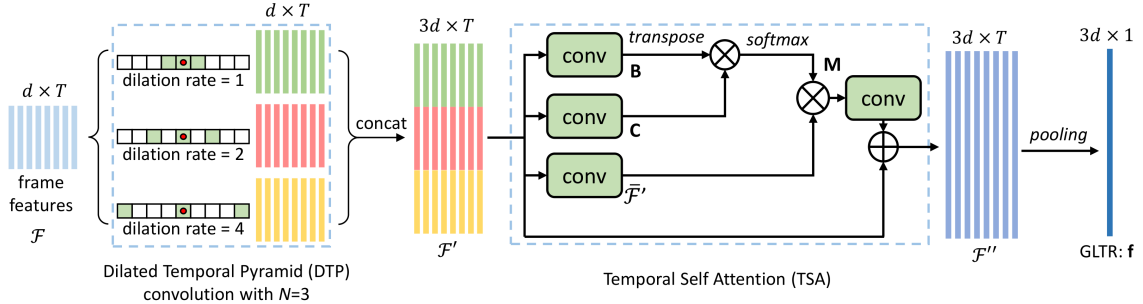 d × T
dilation rate = 1
dilation rate = 2
dilation rate = 4
d × T
frame
features
ℱ
Dilated Temporal Pyramid (DTP)
convolution with N=3
concat
3d × T
ℱ′
conv
B
transpose
softmax
M
conv
C
conv
ℱ̄′
conv
Temporal Self Attention (TSA)
3d × T
ℱ′′
pooling
3d × 1
GLTR: f